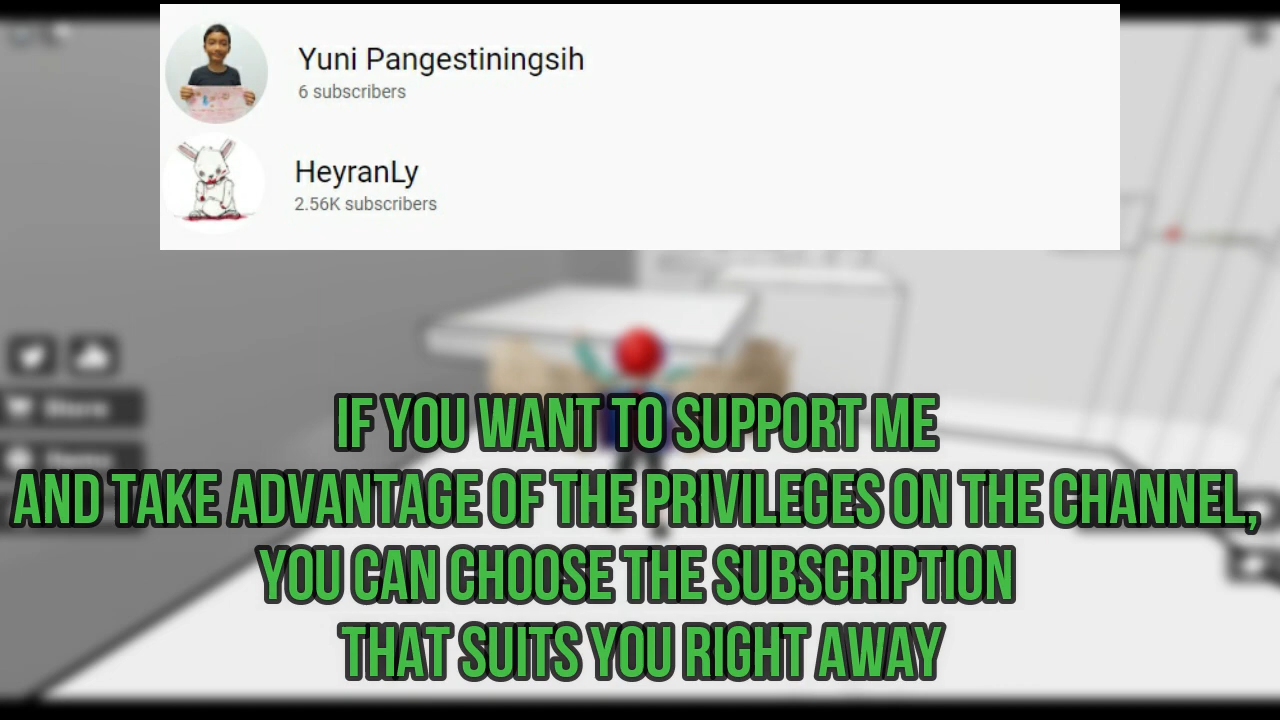 Yuni Pangestiningsih
6 subscribers
HeyranLy
2.56K subscribers
Store
IF YOU WANT TO SUPPORT ME
AND TAKE ADVANTAGE OF THE PRIVILEGES ON THE CHANNEL,
YOU CAN CHOOSE THE SUBSCRIPTION
THAT SUITS YOU RIGHT AWAY